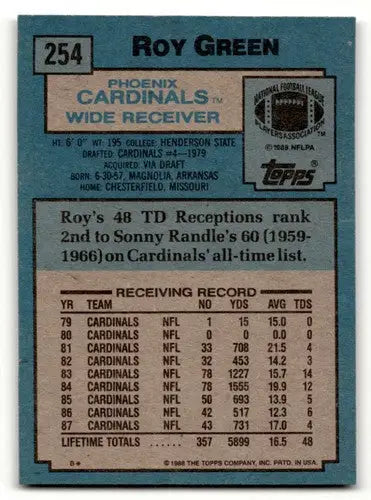 254 ROY GREEN
PHOENIX
CARDINALS™
WIDE RECEIVER
NATIONAL FOOTBALL LEAGUE
PLAYERS ASSOCIATION
©1988 NFLPA
Topps®
HT: 6' 0" WT: 195 COLLEGE: HENDERSON STATE
DRAFTED: CARDINALS #4—1979
ACQUIRED: VIA DRAFT
BORN: 6-30-57, MAGNOLIA, ARKANSAS
HOME: CHESTERFIELD, MISSOURI
Roy's 48 TD Receptions rank
2nd to Sonny Randle's 60 (1959-
1966) on Cardinals' all-time list.
RECEIVING RECORD
YR TEAM NO YDS AVG TDS
79 CARDINALS NFL 1 15 15.0 0
80 CARDINALS NFL 0 0 0.0 0
81 CARDINALS NFL 33 708 21.5 4
82 CARDINALS NFL 32 453 14.2 3
83 CARDINALS NFL 78 1227 15.7 14
84 CARDINALS NFL 78 1555 19.9 12
85 CARDINALS NFL 50 693 13.9 5
86 CARDINALS NFL 42 517 12.3 6
87 CARDINALS NFL 43 731 17.0 4
LIFETIME TOTALS 357 5899 16.5 48
D* © 1988 THE TOPPS COMPANY, INC. PRTD. IN USA.